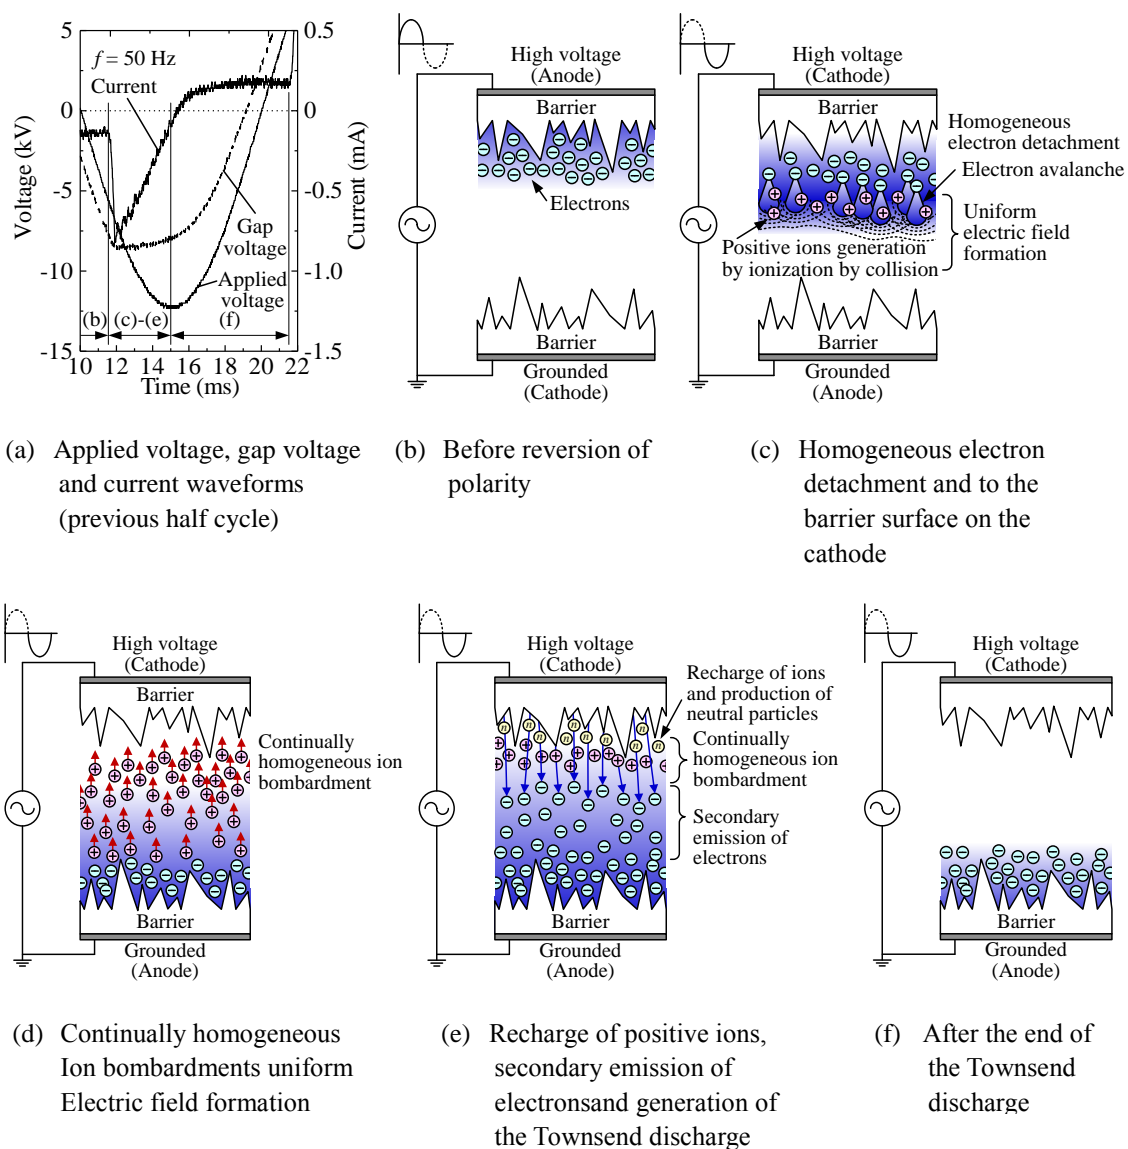 5
0
-5
-10
-15
Voltage (kV)
0.5
0
-0.5
-1.0
-1.5
Current (mA)
f = 50 Hz
Current
Gap
voltage
Applied
voltage
(b)
(c)-(e)
(f)
10 12 14 16 18 20 22
Time (ms)
High voltage
(Anode)
Barrier
−
Electrons
Barrier
Grounded
(Cathode)
High voltage
(Cathode)
Barrier
Homogeneous
electron detachment
Electron avalanche
− +
Uniform
electric field
formation
Positive ions generation
by ionization by collision
Barrier
Grounded
(Anode)
(a) Applied voltage, gap voltage
and current waveforms
(previous half cycle)
(b) Before reversion of
polarity
(c) Homogeneous electron
detachment and to the
barrier surface on the
cathode
High voltage
(Cathode)
Barrier
Continually
homogeneous ion
bombardment
+ −
Barrier
Grounded
(Anode)
High voltage
(Cathode)
Barrier
Recharge of ions
and production of
neutral particles
n
Continually
homogeneous ion
bombardment
+ −
Secondary
emission of
electrons
Barrier
Grounded
(Anode)
High voltage
(Cathode)
Barrier
−
Barrier
Grounded
(Anode)
(d) Continually homogeneous
Ion bombardments uniform
Electric field formation
(e) Recharge of positive ions,
secondary emission of
electronsand generation of
the Townsend discharge
(f) After the end of
the Townsend
discharge